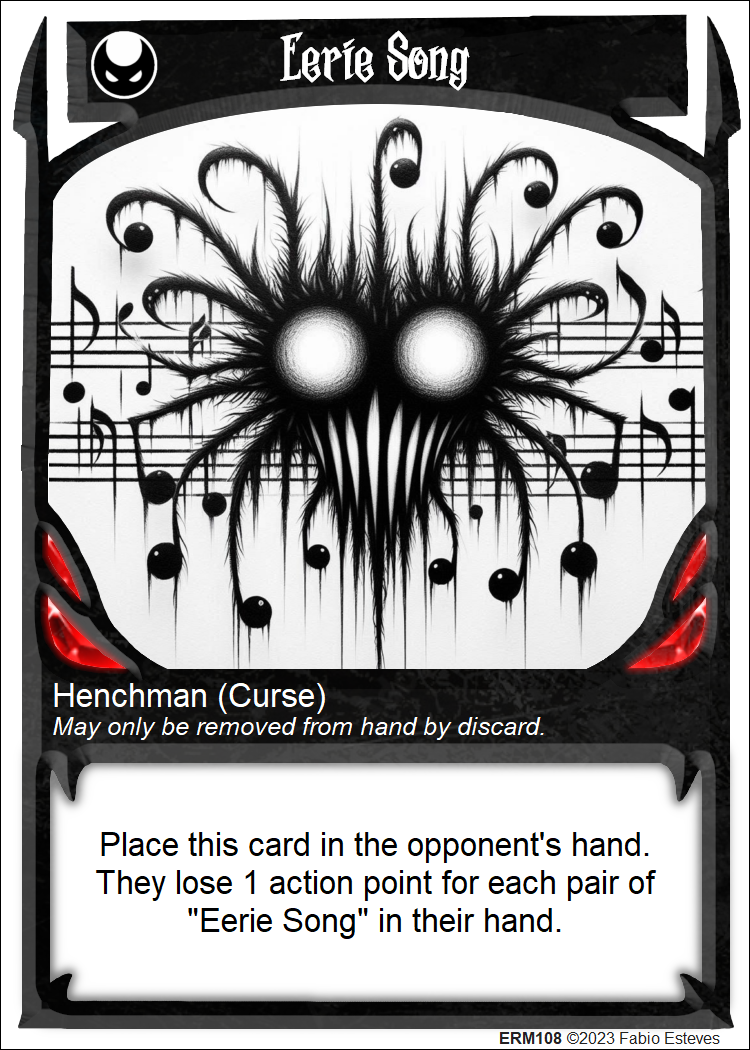 Eerie Song
Henchman (Curse)
May only be removed from hand by discard.
Place this card in the opponent's hand.
They lose 1 action point for each pair of
"Eerie Song" in their hand.
ERM108 ©2023 Fabio Esteves